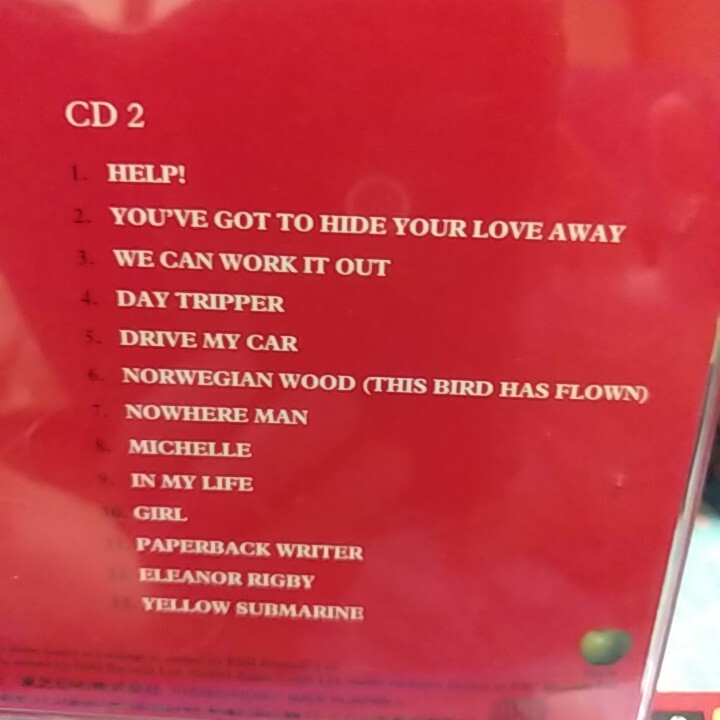 CD 2
1. HELP!
2. YOU'VE GOT TO HIDE YOUR LOVE AWAY
3. WE CAN WORK IT OUT
4. DAY TRIPPER
5. DRIVE MY CAR
6. NORWEGIAN WOOD (THIS BIRD HAS FLOWN)
7. NOWHERE MAN
8. MICHELLE
9. IN MY LIFE
10. GIRL
11. PAPERBACK WRITER
12. ELEANOR RIGBY
13. YELLOW SUBMARINE